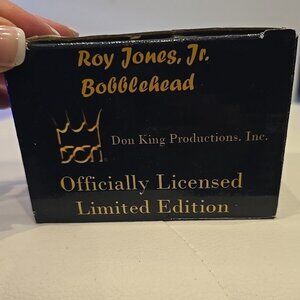 Roy Jones, Jr.
Bobblehead
DON
Don King Productions. Inc.
Officially Licensed
Limited Edition